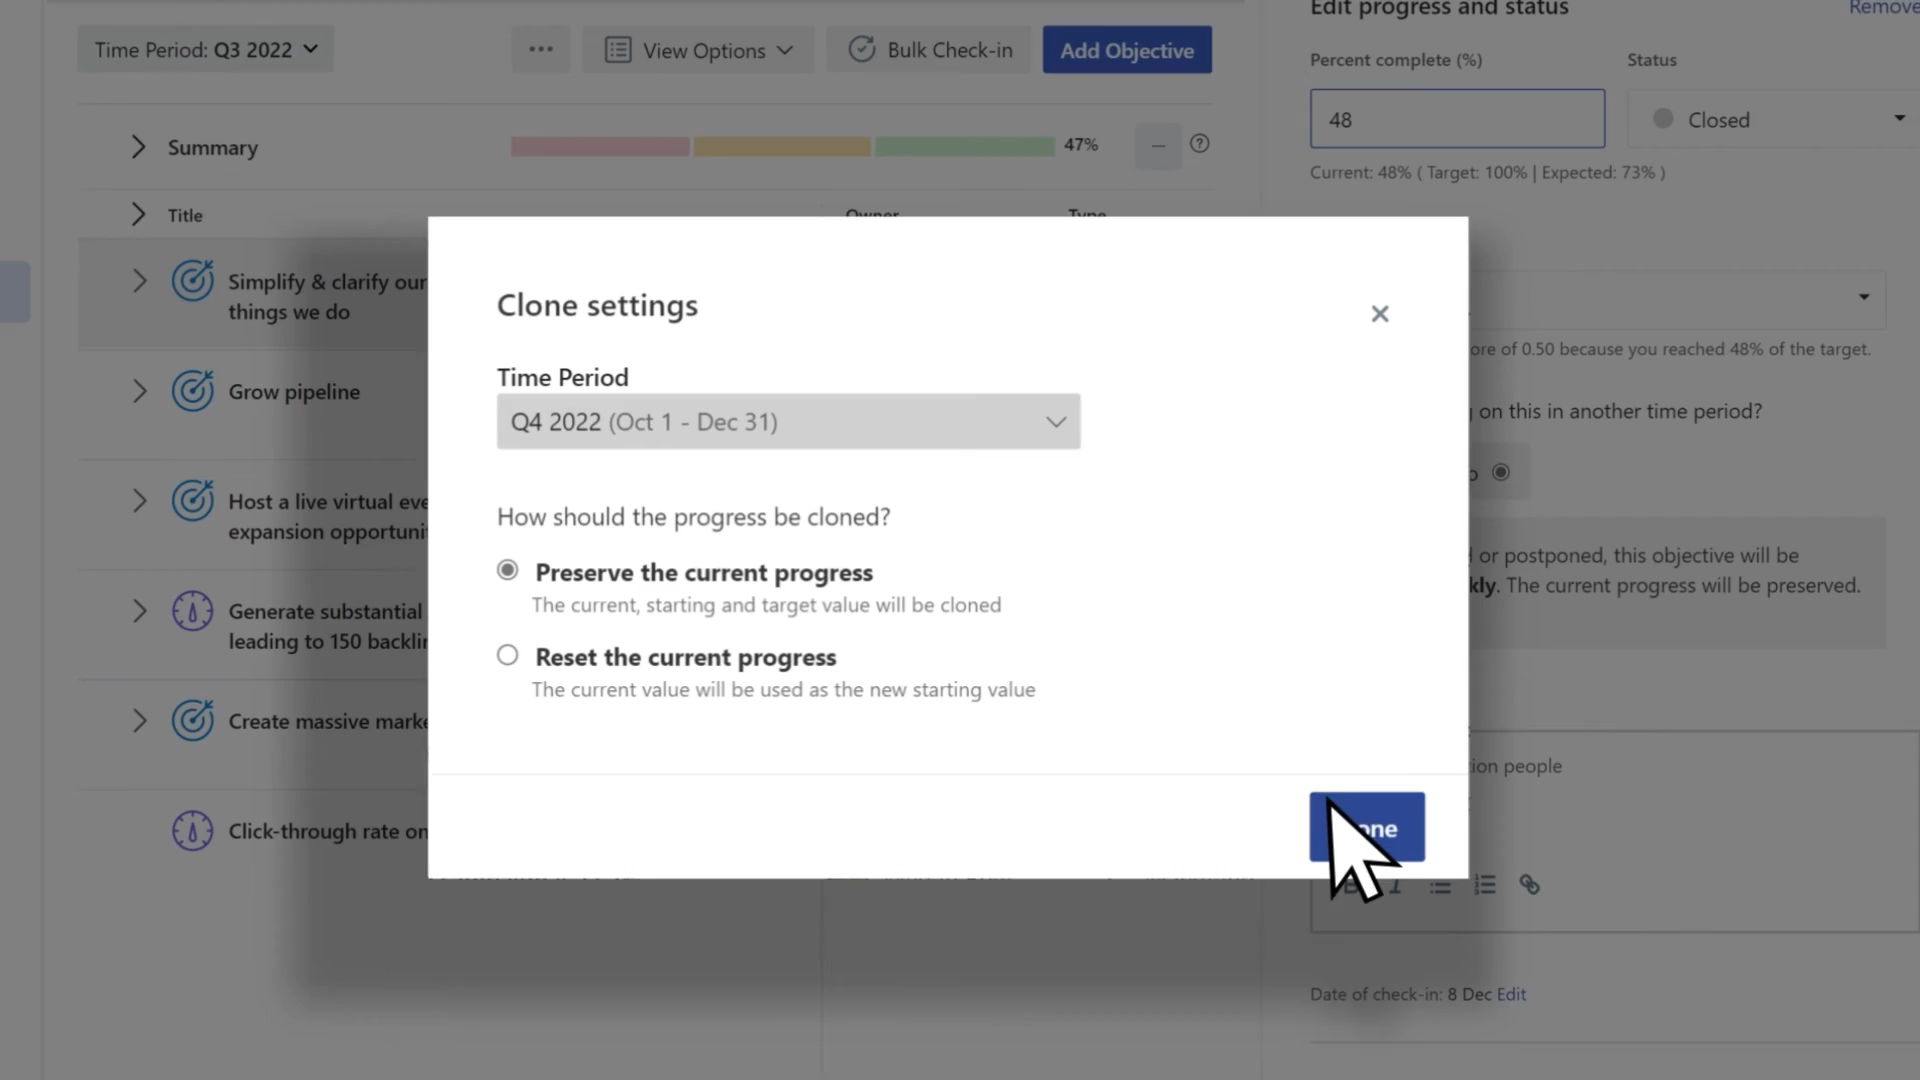 Edit progress and status
Remove
Time Period: Q3 2022
View Options
Bulk Check-in
Add Objective
Percent complete (%)
Status
48
Closed
Current: 48% ( Target: 100% | Expected: 73% )
Summary
47%
Title
Owner
Type
Simplify & clarify our
things we do
Grow pipeline
Host a live virtual eve
expansion opportuni
Generate substantial
leading to 150 backlin
Create massive marke
Click-through rate on
Clone settings
Time Period
Q4 2022 (Oct 1 - Dec 31)
How should the progress be cloned?
Preserve the current progress
The current, starting and target value will be cloned
Reset the current progress
The current value will be used as the new starting value
one
ore of 0.50 because you reached 48% of the target.
on this in another time period?
or postponed, this objective will be
kly. The current progress will be preserved.
ion people
B I
Date of check-in: 8 Dec Edit